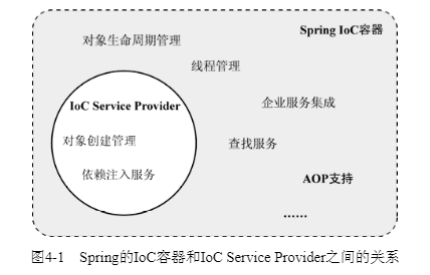 Spring IoC容器
对象生命周期管理
线程管理
IoC Service Provider
企业服务集成
对象创建管理
查找服务
依赖注入服务
AOP支持
......
图4-1 Spring的IoC容器和IoC Service Provider之间的关系